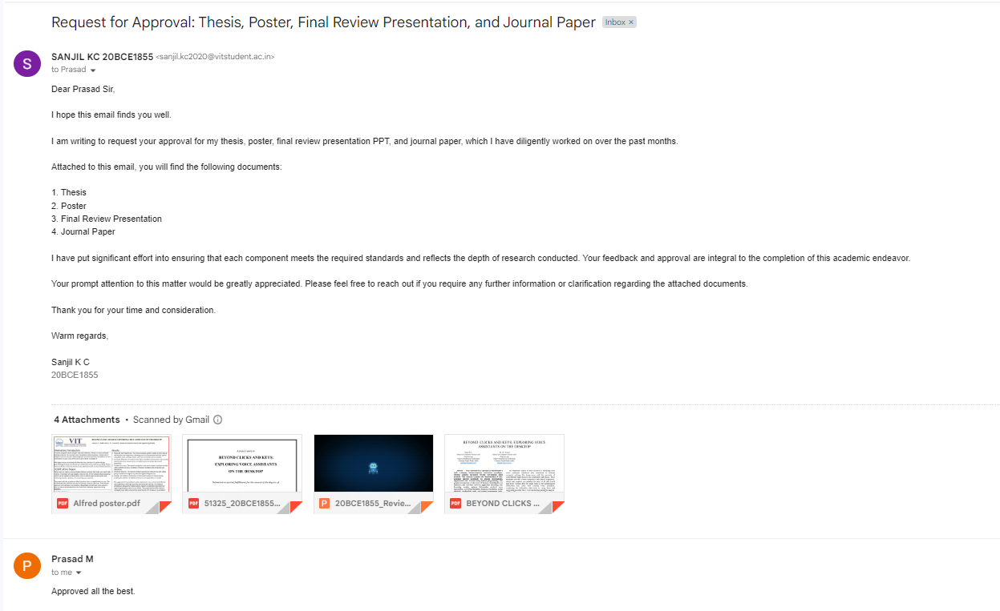 Request for Approval: Thesis, Poster, Final Review Presentation, and Journal Paper Inbox ×
S
SANJIL KC 20BCE1855 <sanjil.kc2020@vitstudent.ac.in>
to Prasad
Dear Prasad Sir,
I hope this email finds you well.
I am writing to request your approval for my thesis, poster, final review presentation PPT, and journal paper, which I have diligently worked on over the past months.
Attached to this email, you will find the following documents:
1. Thesis
2. Poster
3. Final Review Presentation
4. Journal Paper
I have put significant effort into ensuring that each component meets the required standards and reflects the depth of research conducted. Your feedback and approval are integral to the completion of this academic endeavor.
Your prompt attention to this matter would be greatly appreciated. Please feel free to reach out if you require any further information or clarification regarding the attached documents.
Thank you for your time and consideration.
Warm regards,
Sanjil K C
20BCE1855
4 Attachments • Scanned by Gmail
VIT
BEYOND CLICKS AND KEYS:
EXPLORING VOICE ASSISTANTS
ON THE DESKTOP
BEYOND CLICKS AND KEYS: EXPLORING VOICE
ASSISTANTS ON THE DESKTOP
PDF Alfred poster.pdf
PDF 51325_20BCE1855...
P 20BCE1855_Revie...
PDF BEYOND CLICKS ...
P
Prasad M
to me
Approved all the best.